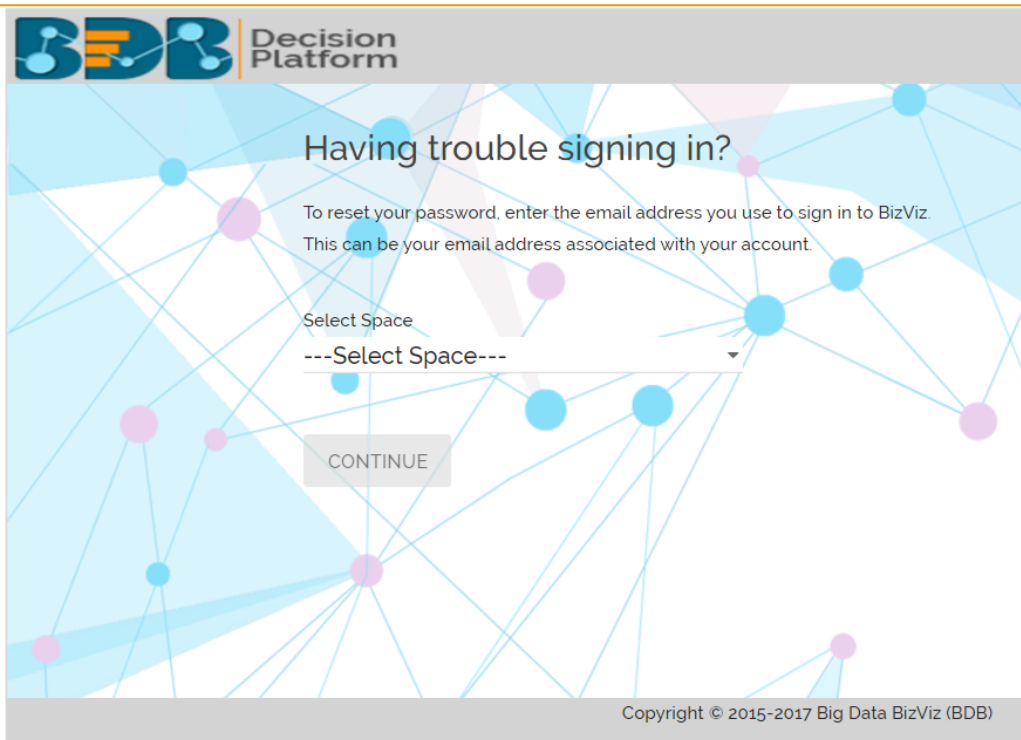 BDB
Decision
Platform
Having trouble signing in?
To reset your password, enter the email address you use to sign in to BizViz.
This can be your email address associated with your account.
Select Space
---Select Space---
CONTINUE
Copyright © 2015-2017 Big Data BizViz (BDB)